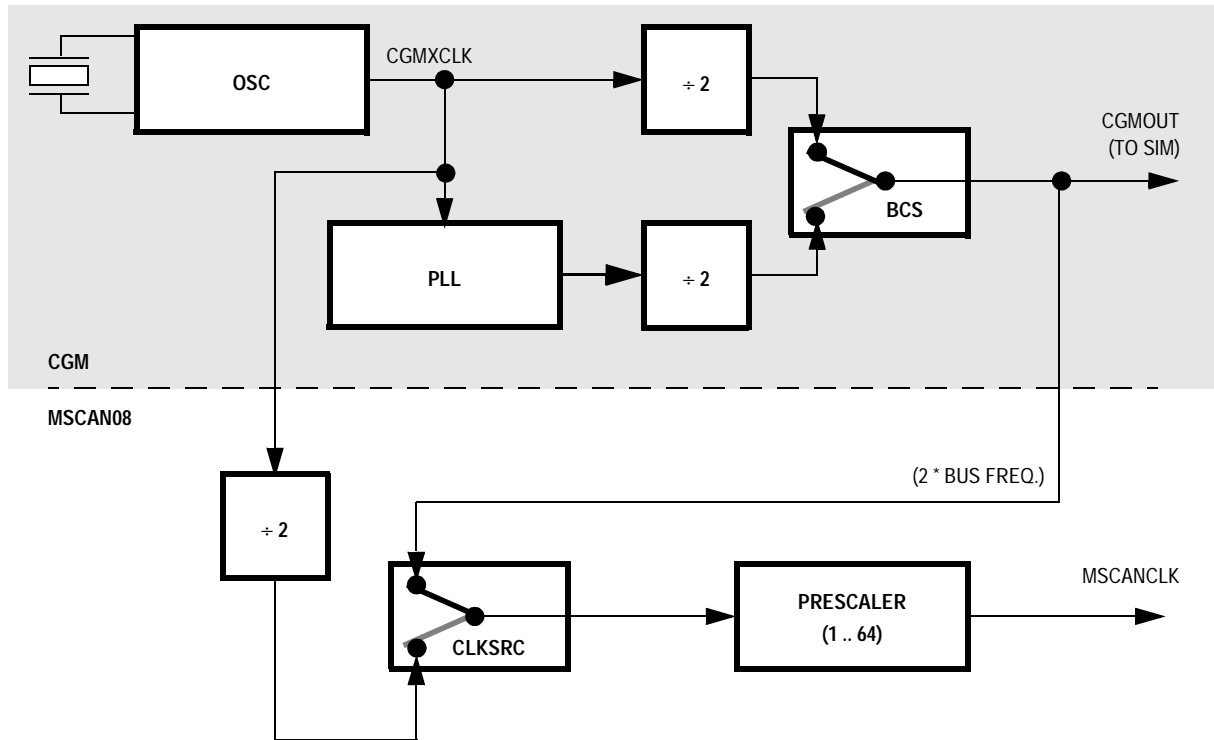 CGMXCLK
OSC
÷ 2
CGMOUT
(TO SIM)
BCS
PLL
÷ 2
CGM
MSCAN08
(2 * BUS FREQ.)
÷ 2
MSCANCLK
PRESCALER
(1 .. 64)
CLKSRC